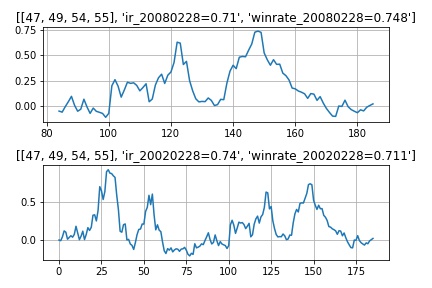 [[47, 49, 54, 55], 'ir_20080228=0.71', 'winrate_20080228=0.748']
0.75
0.50
0.25
0.00
80 100 120 140 160 180
[[47, 49, 54, 55], 'ir_20020228=0.74', 'winrate_20020228=0.711']
0.5
0.0
0 25 50 75 100 125 150 175